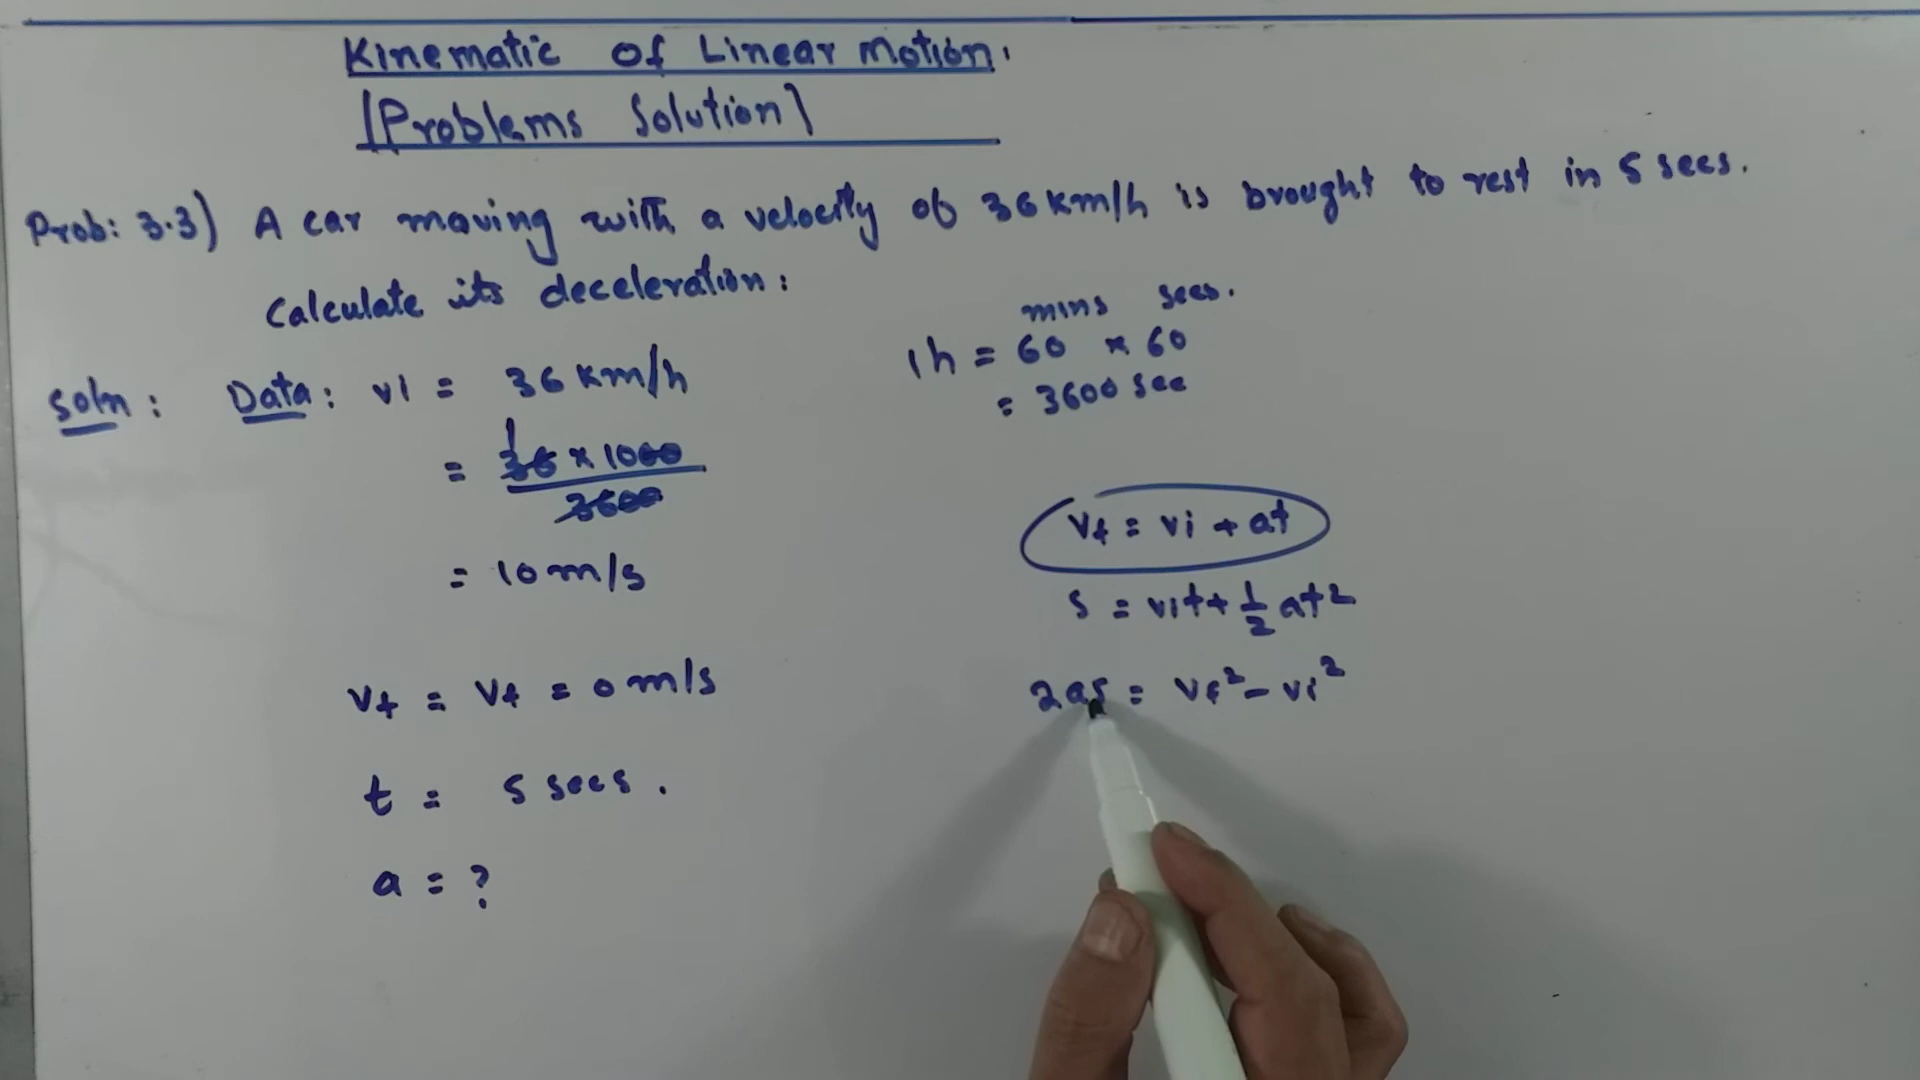 Kinematic of Linear motion.
[Problems Solution]
Prob: 3.3) A car moving with a velocity of 36 km/h is brought to rest in 5 secs.
Calculate its deceleration:
mins secs.
1h = 60 × 60
= 3600 sec
Soln: Data: vi = 36 km/h
= 36 × 1000
3600
1
= 10 m/s
vf = vf = 0 m/s
t = 5 secs.
a = ?
vf = vi + at
s = vit + 1/2 at2
2as = vf² - vi²